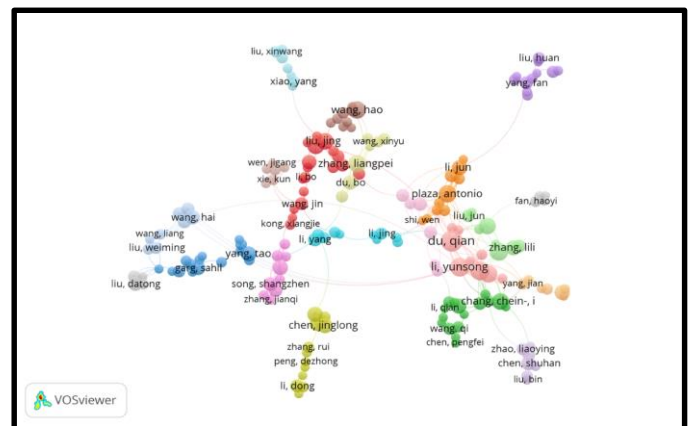 liu, xinwang
liu, huan
xiao, yang
yang, fan
wang, hao
liu, jing
wang, xinyu
wen, jigang
zhang, liangpei
li, jun
xie, kun
li, bo
du, bo
plaza, antonio
fan, haoyi
wang, jin
wang, hai
kong, xiangjie
shi, wen
liu, jun
wang, liang
li, yang
li, jing
du, qian
zhang, lili
liu, weiming
yang, tao
garg, sahil
li, yunsong
liu, datong
song, shangzhen
yang, jian
zhang, jianqi
chang, chein-, i
li, qian
chen, jinglong
wang, qi
chen, pengfei
zhang, rui
zhao, liaoying
peng, dezhong
chen, shuhan
li, dong
liu, bin
VOSviewer